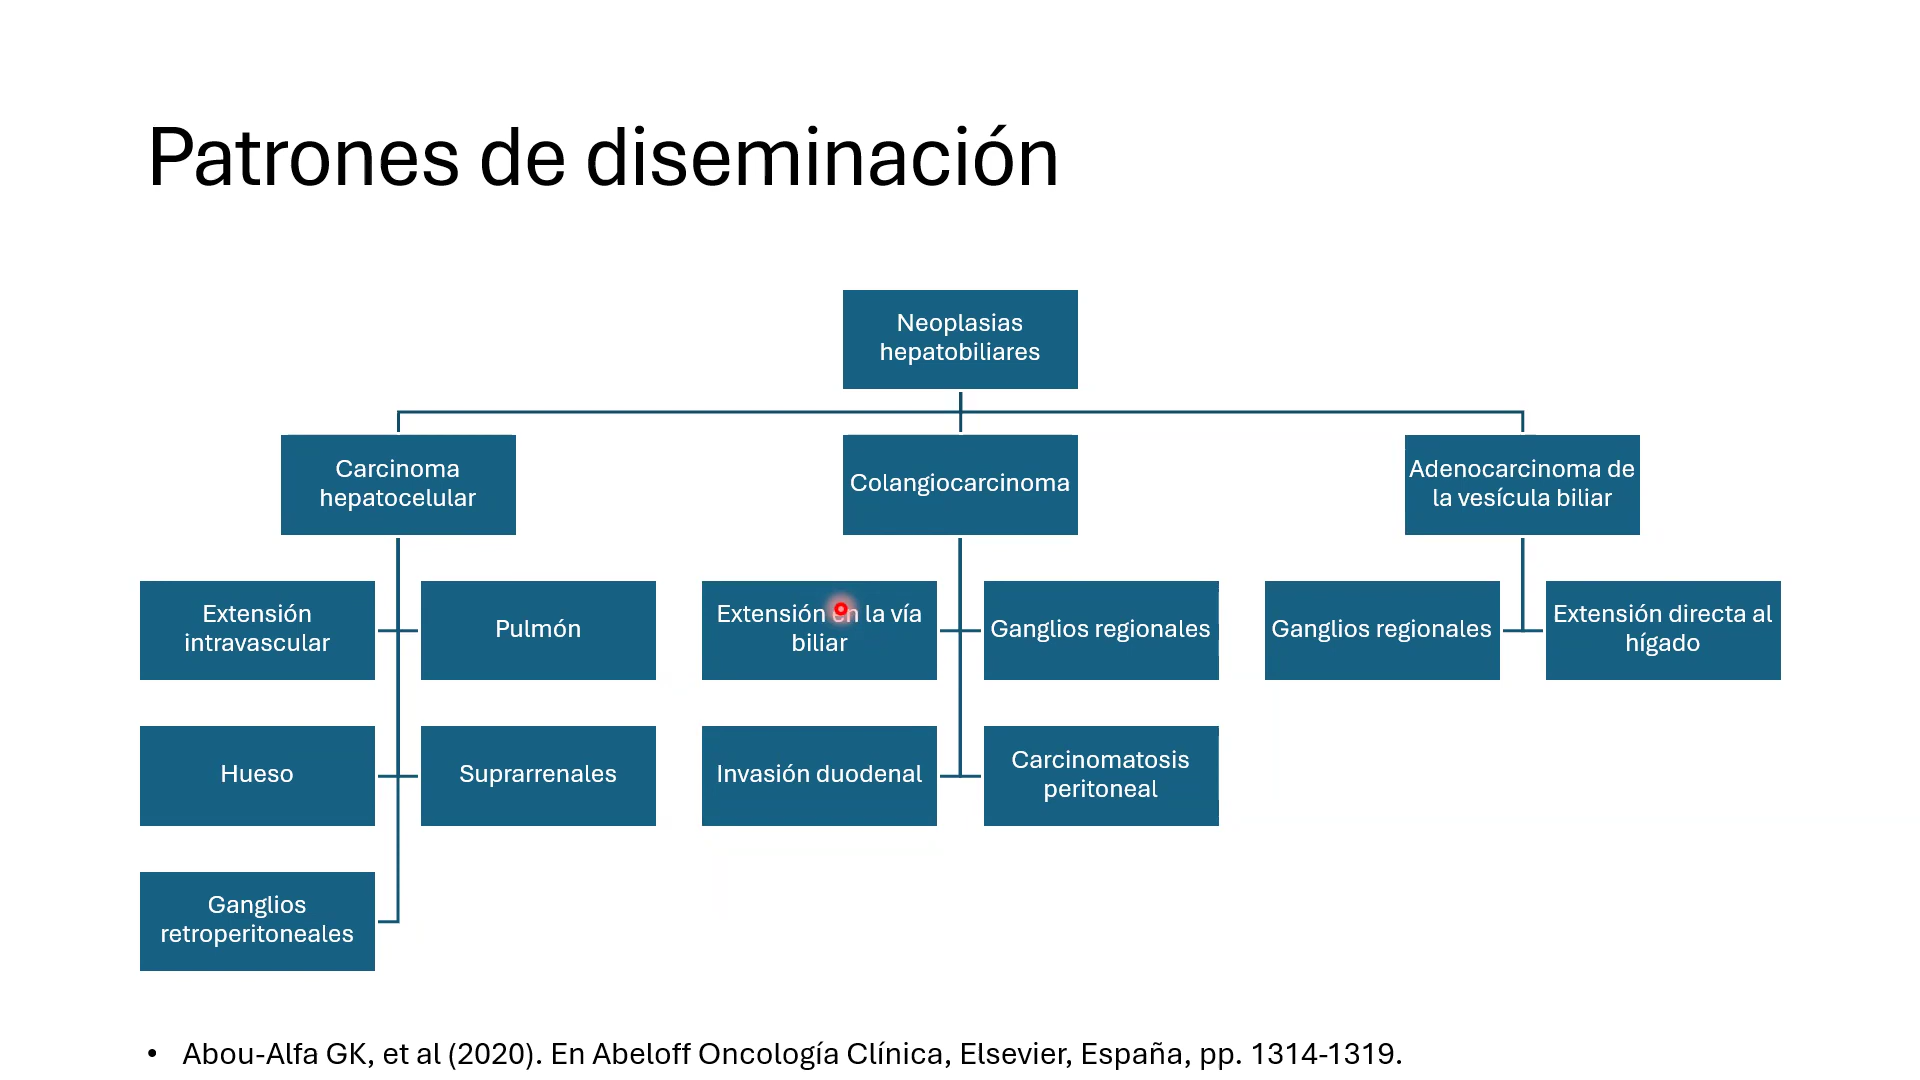 Patrones de diseminación
Neoplasias
hepatobiliares
Carcinoma
hepatocelular
Colangiocarcinoma
Adenocarcinoma de
la vesícula biliar
Extensión
intravascular
Pulmón
Extensión en la vía
biliar
Ganglios regionales
Ganglios regionales
Extensión directa al
hígado
Hueso
Suprarrenales
Invasión duodenal
Carcinomatosis
peritoneal
Ganglios
retroperitoneales
• Abou-Alfa GK, et al (2020). En Abeloff Oncología Clínica, Elsevier, España, pp. 1314-1319.